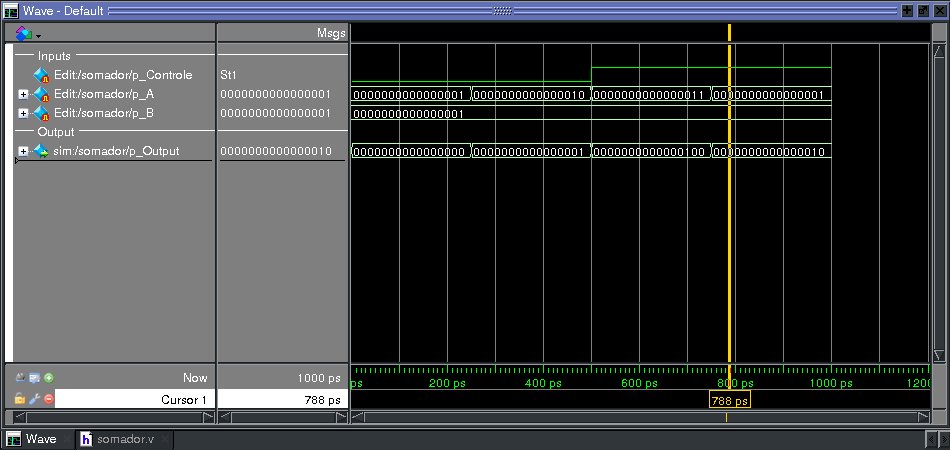 Wave - Default
Msgs
Inputs
Edit:/somador/p_Controle St1
Edit:/somador/p_A 0000000000000001 0000000000000001 0000000000000010 0000000000000011 0000000000000001
Edit:/somador/p_B 0000000000000001 0000000000000001
Output
sim:/somador/p_Output 0000000000000010 0000000000000000 0000000000000001 0000000000000100 0000000000000010
Now 1000 ps ps 200 ps 400 ps 600 ps 800 ps 1000 ps 1200
Cursor 1 788 ps 788 ps
Wave somador.v